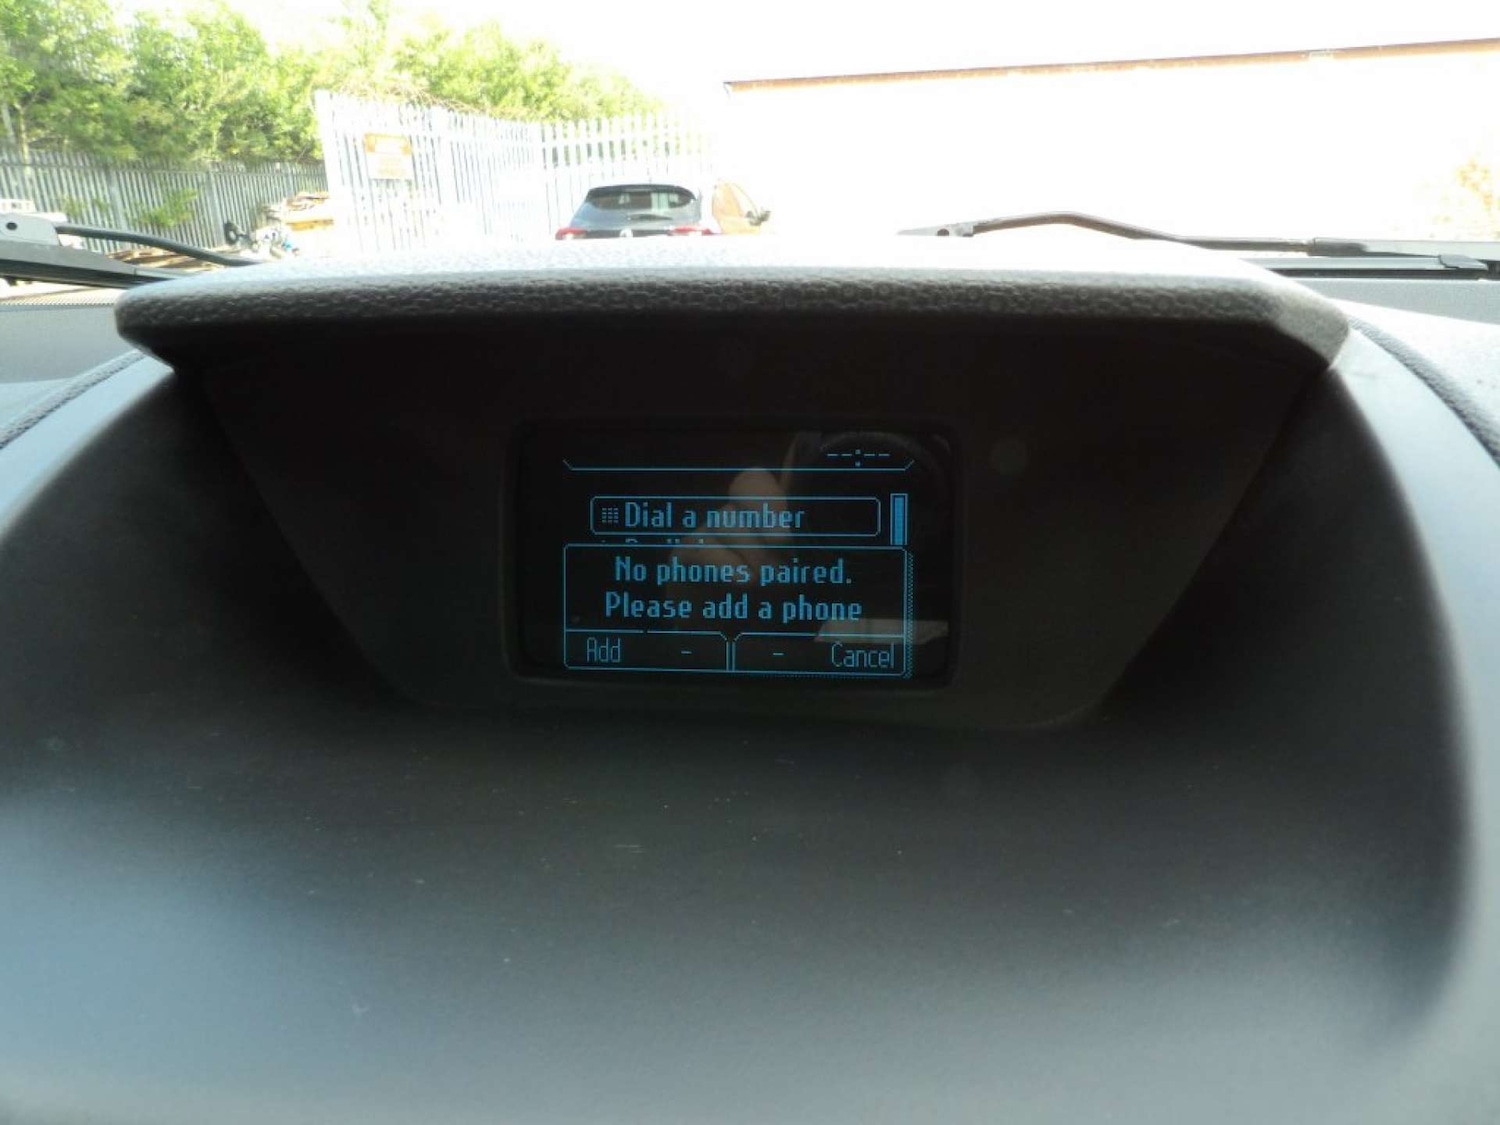 --:--
Dial a number
No phones paired.
Please add a phone
Add - - Cancel